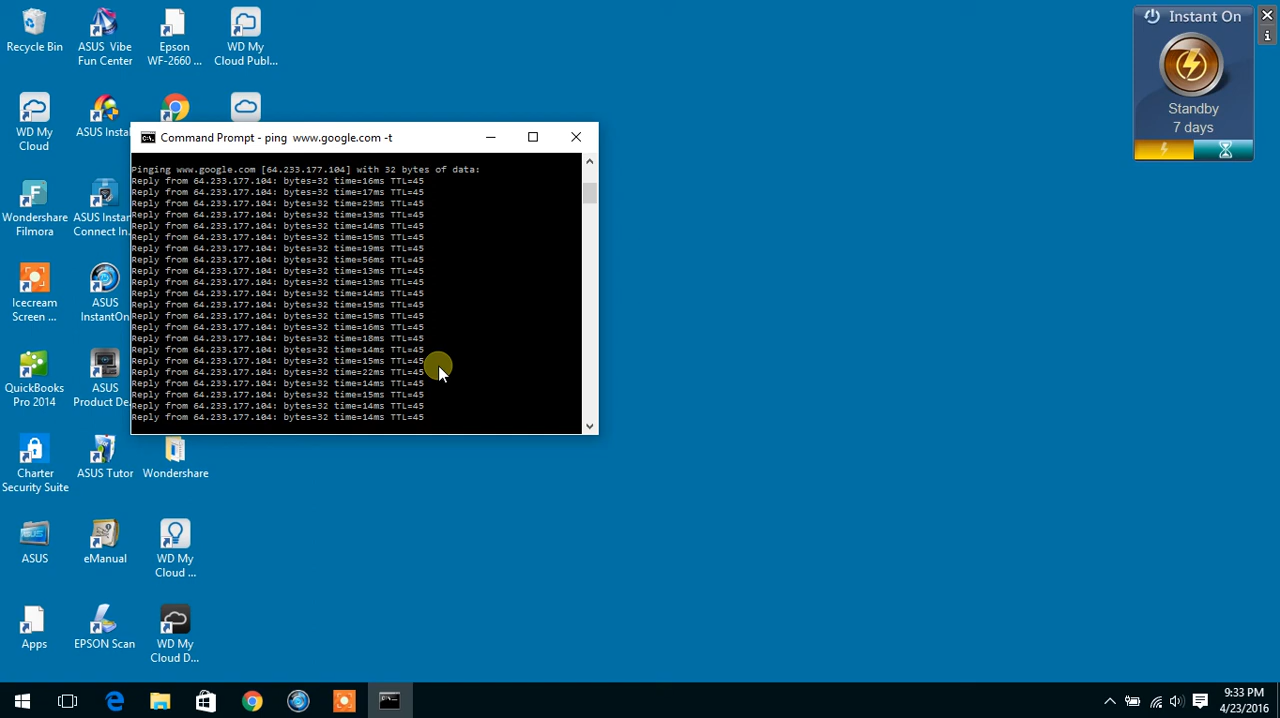 Recycle Bin
ASUS Vibe
Fun Center
Epson
WF-2660 ...
WD My
Cloud Publ...
WD My
Cloud
ASUS Instal
Wondershare
Filmora
ASUS Instan
Connect In...
Icecream
Screen ...
ASUS
InstantOn
QuickBooks
Pro 2014
ASUS
Product De...
Charter
Security Suite
ASUS Tutor
Wondershare
ASUS
eManual
WD My
Cloud ...
Apps
EPSON Scan
WD My
Cloud D...
Command Prompt - ping www.google.com -t
Pinging www.google.com [64.233.177.104] with 32 bytes of data:
Reply from 64.233.177.104: bytes=32 time=16ms TTL=45
Reply from 64.233.177.104: bytes=32 time=17ms TTL=45
Reply from 64.233.177.104: bytes=32 time=23ms TTL=45
Reply from 64.233.177.104: bytes=32 time=13ms TTL=45
Reply from 64.233.177.104: bytes=32 time=14ms TTL=45
Reply from 64.233.177.104: bytes=32 time=15ms TTL=45
Reply from 64.233.177.104: bytes=32 time=19ms TTL=45
Reply from 64.233.177.104: bytes=32 time=56ms TTL=45
Reply from 64.233.177.104: bytes=32 time=13ms TTL=45
Reply from 64.233.177.104: bytes=32 time=13ms TTL=45
Reply from 64.233.177.104: bytes=32 time=14ms TTL=45
Reply from 64.233.177.104: bytes=32 time=15ms TTL=45
Reply from 64.233.177.104: bytes=32 time=15ms TTL=45
Reply from 64.233.177.104: bytes=32 time=16ms TTL=45
Reply from 64.233.177.104: bytes=32 time=18ms TTL=45
Reply from 64.233.177.104: bytes=32 time=14ms TTL=45
Reply from 64.233.177.104: bytes=32 time=15ms TTL=45
Reply from 64.233.177.104: bytes=32 time=22ms TTL=45
Reply from 64.233.177.104: bytes=32 time=14ms TTL=45
Reply from 64.233.177.104: bytes=32 time=15ms TTL=45
Reply from 64.233.177.104: bytes=32 time=14ms TTL=45
Reply from 64.233.177.104: bytes=32 time=14ms TTL=45
Instant On
Standby
7 days
9:33 PM
4/23/2016